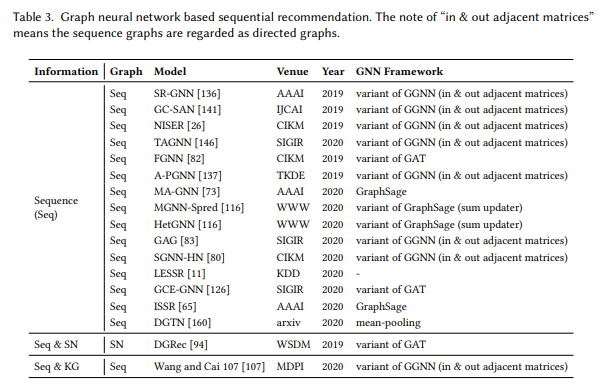 Table 3. Graph neural network based sequential recommendation. The note of “in & out adjacent matrices”
means the sequence graphs are regarded as directed graphs.
Information Graph Model Venue Year GNN Framework
Seq SR-GNN [136] AAAI 2019 variant of GGNN (in & out adjacent matrices)
Seq GC-SAN [141] IJCAI 2019 variant of GGNN (in & out adjacent matrices)
Seq NISER [26] CIKM 2019 variant of GGNN (in & out adjacent matrices)
Seq TAGNN [146] SIGIR 2020 variant of GGNN (in & out adjacent matrices)
Seq FGNN [82] CIKM 2019 variant of GAT
Seq A-PGNN [137] TKDE 2019 variant of GGNN (in & out adjacent matrices)
Seq MA-GNN [73] AAAI 2020 GraphSage
Sequence
(Seq)
Seq MGNN-Spred [116] WWW 2020 variant of GraphSage (sum updater)
Seq HetGNN [116] WWW 2020 variant of GraphSage (sum updater)
Seq GAG [83] SIGIR 2020 variant of GGNN (in & out adjacent matrices)
Seq SGNN-HN [80] CIKM 2020 variant of GGNN (in & out adjacent matrices)
Seq LESSR [11] KDD 2020 -
Seq GCE-GNN [126] SIGIR 2020 variant of GAT
Seq ISSR [65] AAAI 2020 GraphSage
Seq DGTN [160] arxiv 2020 mean-pooling
Seq & SN SN DGRec [94] WSDM 2019 variant of GAT
Seq & KG Seq Wang and Cai 107 [107] MDPI 2020 variant of GGNN (in & out adjacent matrices)